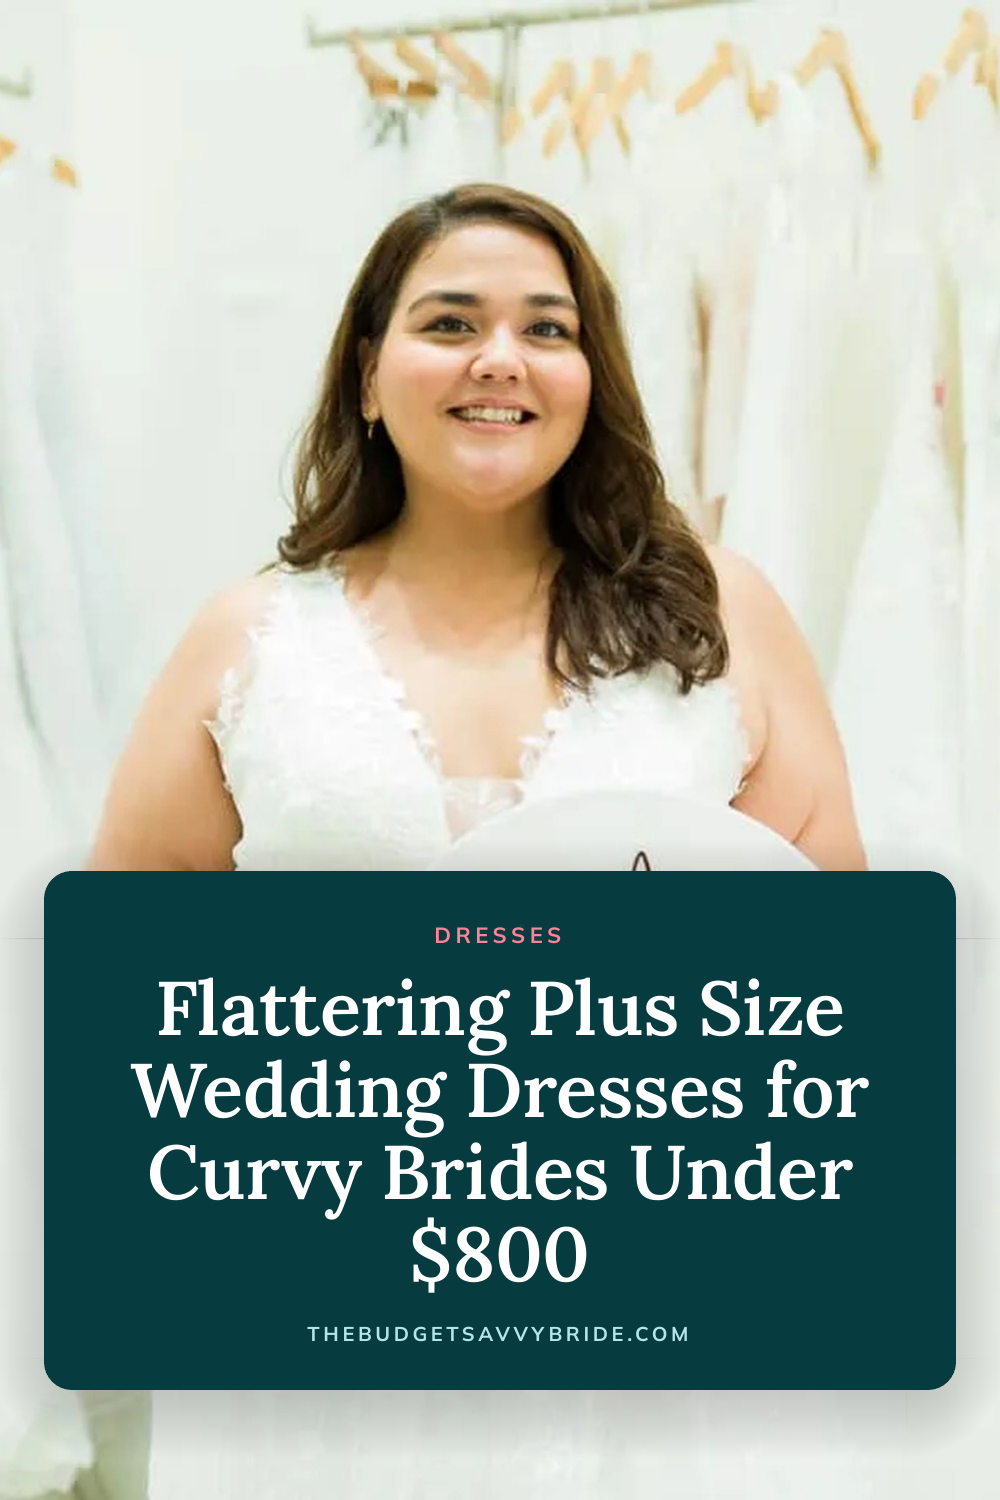 DRESSES
Flattering Plus Size
Wedding Dresses for
Curvy Brides Under
$800
THEBUDGETSAVVYBRIDE.COM